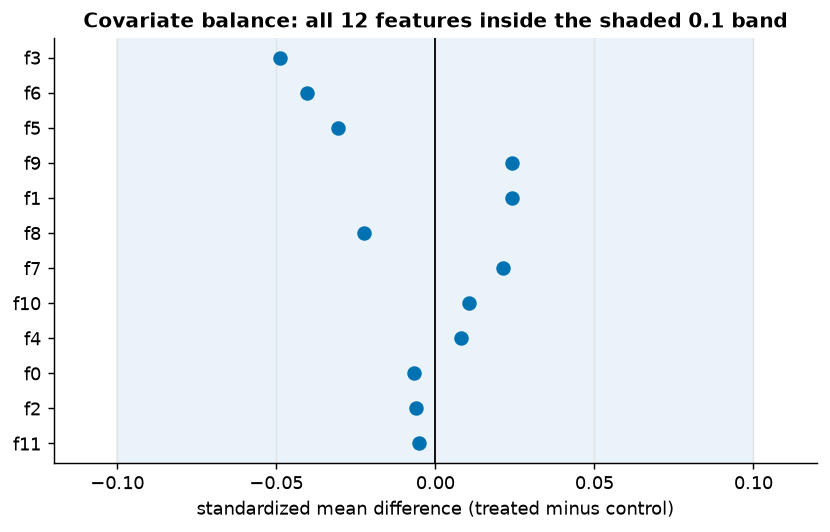 Covariate balance: all 12 features inside the shaded 0.1 band
f3
f6
f5
f9
f1
f8
f7
f10
f4
f0
f2
f11
−0.10 −0.05 0.00 0.05 0.10
standardized mean difference (treated minus control)